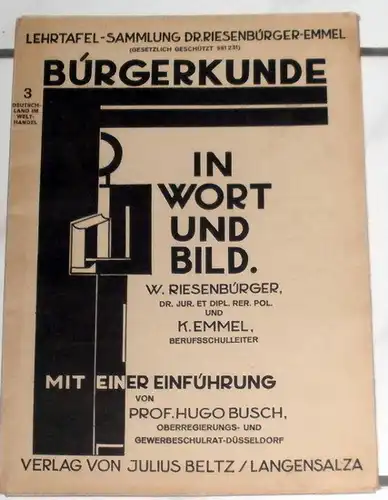 LEHRTAFEL-SAMMLUNG DR.RIESENBÜRGER-EMMEL
(GESETZLICH GESCHÜTZT 991231)
BÜRGERKUNDE
3
DEUTSCH-
LAND IM
WELT-
HANDEL
IN
WORT
UND
BILD.
W. RIESENBÜRGER,
DR. JUR. ET DIPL. RER. POL.
UND
K. EMMEL,
BERUFSSCHULLEITER
MIT EINER EINFÜHRUNG
VON
PROF. HUGO BUSCH,
OBERREGIERUNGS- UND
GEWERBESCHULRAT-DÜSSELDORF
VERLAG VON JULIUS BELTZ/LANGENSALZA